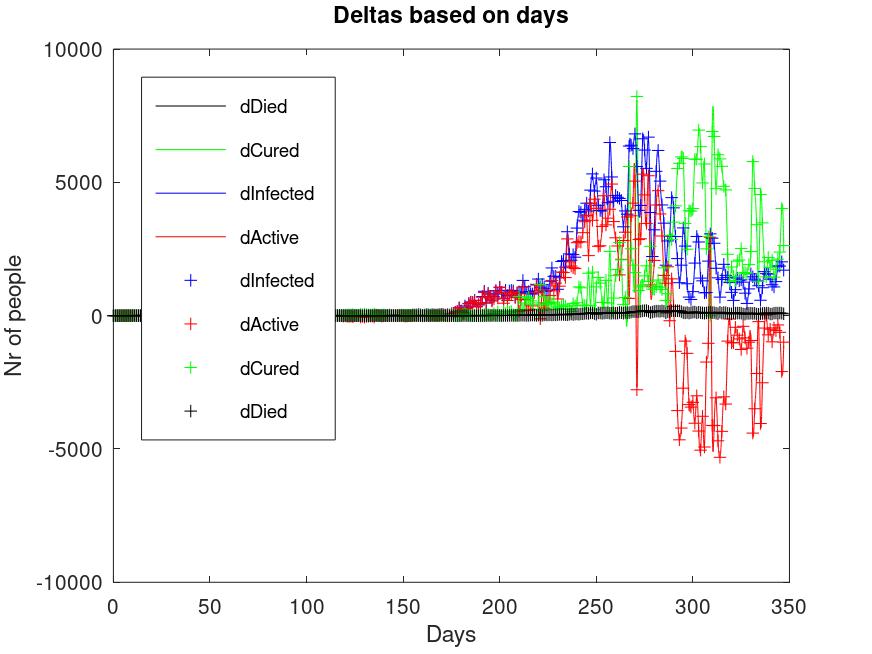 Deltas based on days
10000
5000
0
-5000
-10000
Nr of people
dDied
dCured
dInfected
dActive
dInfected
dActive
dCured
dDied
0 50 100 150 200 250 300 350
Days